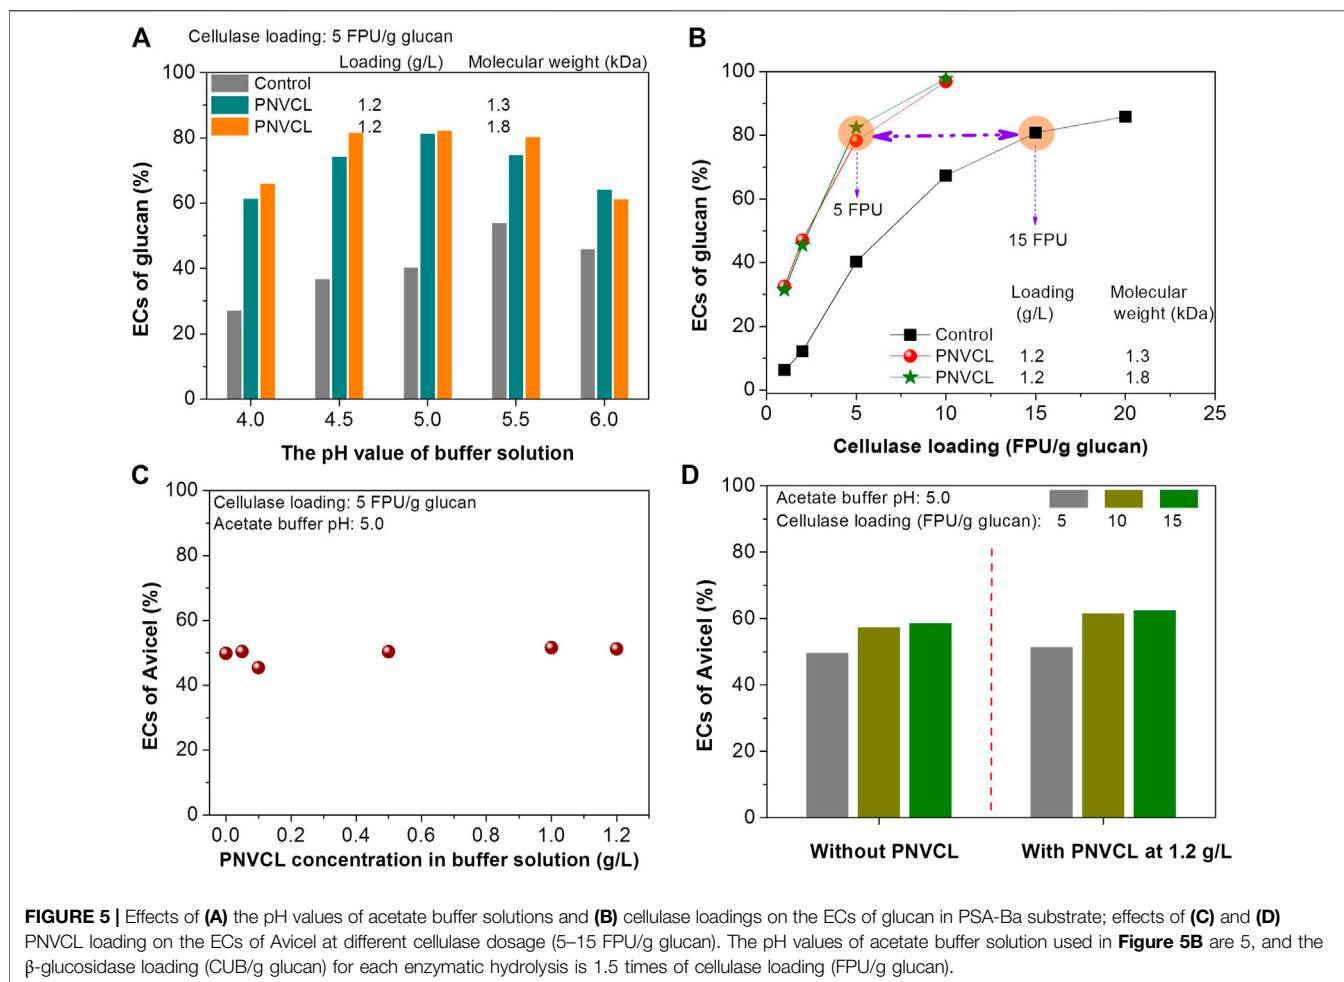 A
Cellulase loading: 5 FPU/g glucan
Loading (g/L) Molecular weight (kDa)
Control
PNVCL 1.2 1.3
PNVCL 1.2 1.8
100
80
60
40
20
0
ECs of glucan (%)
4.0 4.5 5.0 5.5 6.0
The pH value of buffer solution
B
100
80
60
40
20
0
ECs of glucan (%)
5 FPU
15 FPU
Loading Molecular
(g/L) weight (kDa)
Control
PNVCL 1.2 1.3
PNVCL 1.2 1.8
0 5 10 15 20 25
Cellulase loading (FPU/g glucan)
C
Cellulase loading: 5 FPU/g glucan
Acetate buffer pH: 5.0
100
80
60
40
20
0
ECs of Avicel (%)
0.0 0.2 0.4 0.6 0.8 1.0 1.2
PNVCL concentration in buffer solution (g/L)
D
Acetate buffer pH: 5.0
Cellulase loading (FPU/g glucan): 5 10 15
100
80
60
40
20
0
ECs of Avicel (%)
Without PNVCL With PNVCL at 1.2 g/L
FIGURE 5 | Effects of (A) the pH values of acetate buffer solutions and (B) cellulase loadings on the ECs of glucan in PSA-Ba substrate; effects of (C) and (D)
PNVCL loading on the ECs of Avicel at different cellulase dosage (5–15 FPU/g glucan). The pH values of acetate buffer solution used in Figure 5B are 5, and the
β-glucosidase loading (CUB/g glucan) for each enzymatic hydrolysis is 1.5 times of cellulase loading (FPU/g glucan).